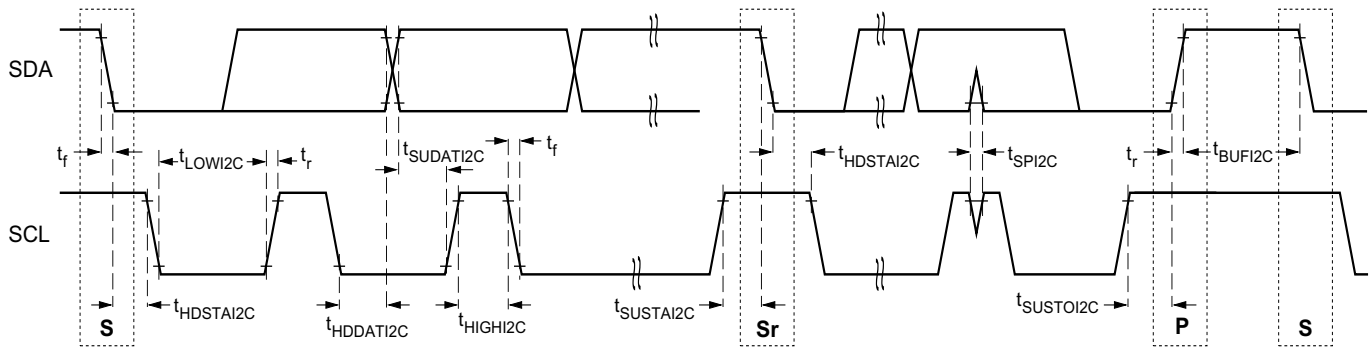 SDA
t_f
t_LOWI2C
t_r
t_SUDATI2C
t_f
t_HDSTAI2C
t_SPI2C
t_r
t_BUFI2C
SCL
t_HDSTAI2C
t_HDDATI2C
t_HIGHI2C
t_SUSTAI2C
t_SUSTOI2C
S
Sr
P
S